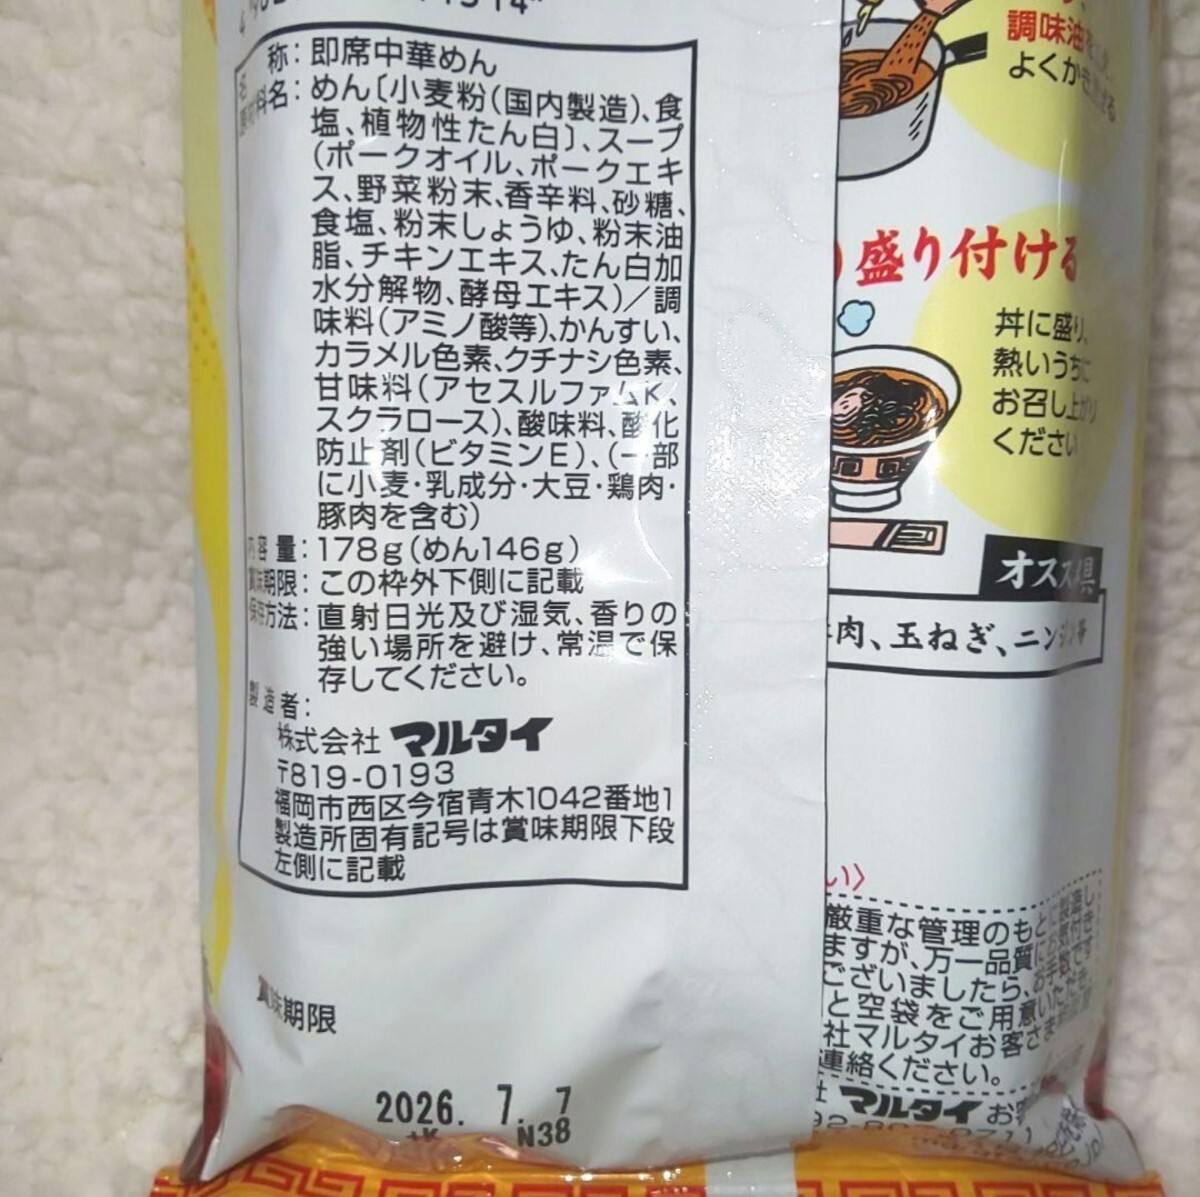 名 称：即席中華めん
原材料名：めん〔小麦粉(国内製造)、食
塩、植物性たん白〕、スープ
(ポークオイル、ポークエキ
ス、野菜粉末、香辛料、砂糖、
食塩、粉末しょうゆ、粉末油
脂、チキンエキス、たん白加
水分解物、酵母エキス)／調
味料(アミノ酸等)、かんすい、
カラメル色素、クチナシ色素、
甘味料(アセスルファムK、
スクラロース)、酸味料、酸化
防止剤(ビタミンE)、(一部
に小麦・乳成分・大豆・鶏肉・
豚肉を含む)
内容量：178g(めん146g)
賞味期限：この枠外下側に記載
保存方法：直射日光及び湿気、香りの
強い場所を避け、常温で保
存してください。
製造者：
株式会社 マルタイ
〒819-0193
福岡市西区今宿青木1042番地1
製造所固有記号は賞味期限下段
左側に記載
賞味期限
2026. 7. 7
+K N38
調味油
よくかき
盛り付ける
丼に盛り、
熱いうちに
お召し上がり
ください
オススメ具
肉、玉ねぎ、ニンジン等
い〉
厳重な管理のもとに製造し
ますが、万一品質にお気付き
ございましたら、お手数です
と空袋をご用意いただき、
社マルタイお客さま
連絡ください。
社 マルタイ お客